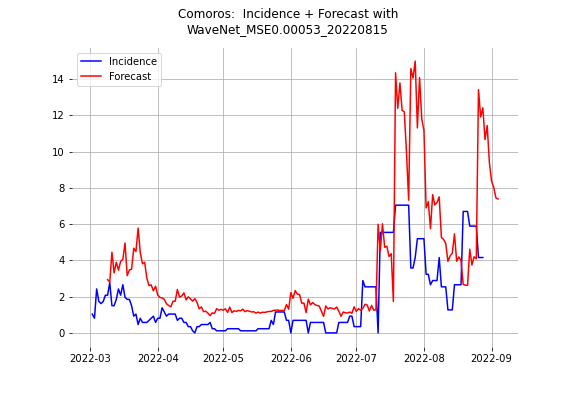 Comoros:  Incidence + Forecast with
WaveNet_MSE0.00053_20220815
Incidence
Forecast
14
12
10
8
6
4
2
0
2022-03 2022-04 2022-05 2022-06 2022-07 2022-08 2022-09